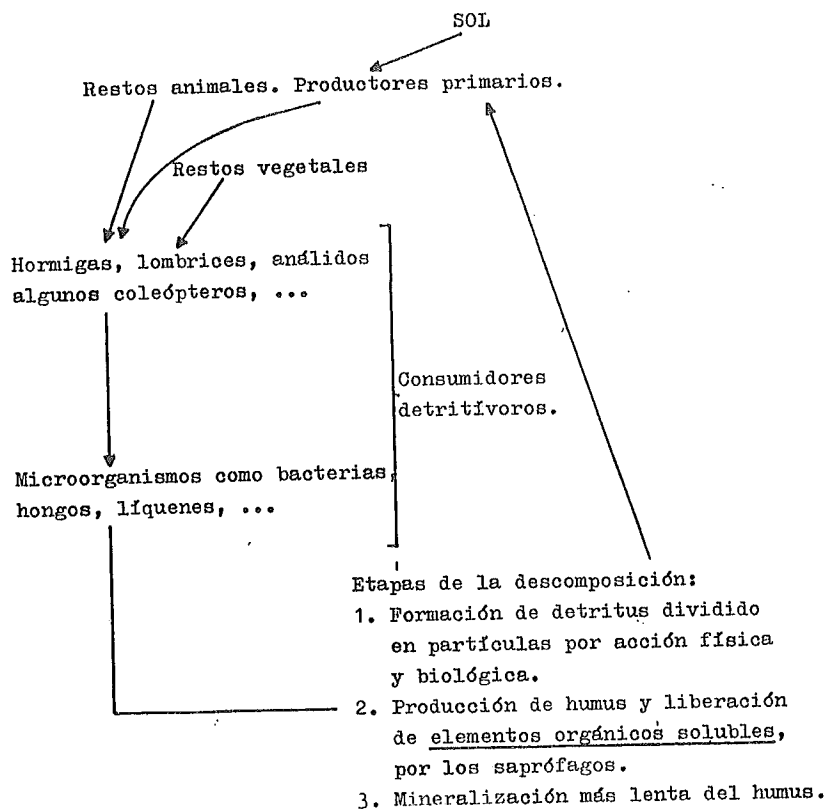 SOL
Restos animales. Productores primarios.
Restos vegetales
Hormigas, lombrices, análidos
algunos coleópteros, ...
Consumidores
detritívoros.
Microorganismos como bacterias,
hongos, líquenes, ...
Etapas de la descomposición:
1. Formación de detritus dividido
en partículas por acción física
y biológica.
2. Producción de humus y liberación
de elementos orgánicos solubles,
por los saprófagos.
3. Mineralización más lenta del humus.